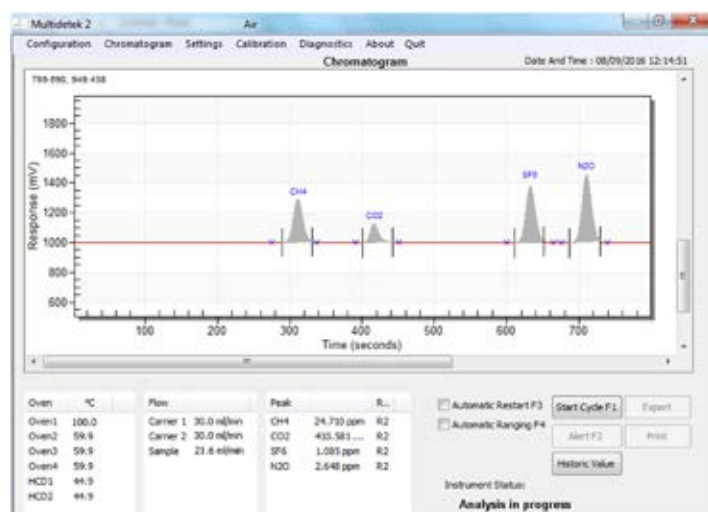 Multidetek 2
Air
Configuration Chromatogram Settings Calibration Diagnostics About Quit
Chromatogram
Date And Time : 08/09/2016 12:14:51
789.690, 949.438
Response (mV)
1800
1600
1400
1200
1000
800
600
CH4
CO2
SF6
N2O
100 200 300 400 500 600 700
Time (seconds)
Oven °C
Oven1 100.0
Oven2 59.9
Oven3 59.9
Oven4 59.9
HCD1 44.9
HCD2 44.9
Flow
Carrier 1 30.0 ml/min
Carrier 2 30.0 ml/min
Sample 21.6 ml/min
Peak R...
CH4 24.710 ppm R2
CO2 ... R2
SF6 1.085 ppm R2
N2O 2.648 ppm R2
Automatic Restart F3
Automatic Ranging F4
Start Cycle F1
Export
Alert F2
Print
Historic Value
Instrument Status:
Analysis in progress